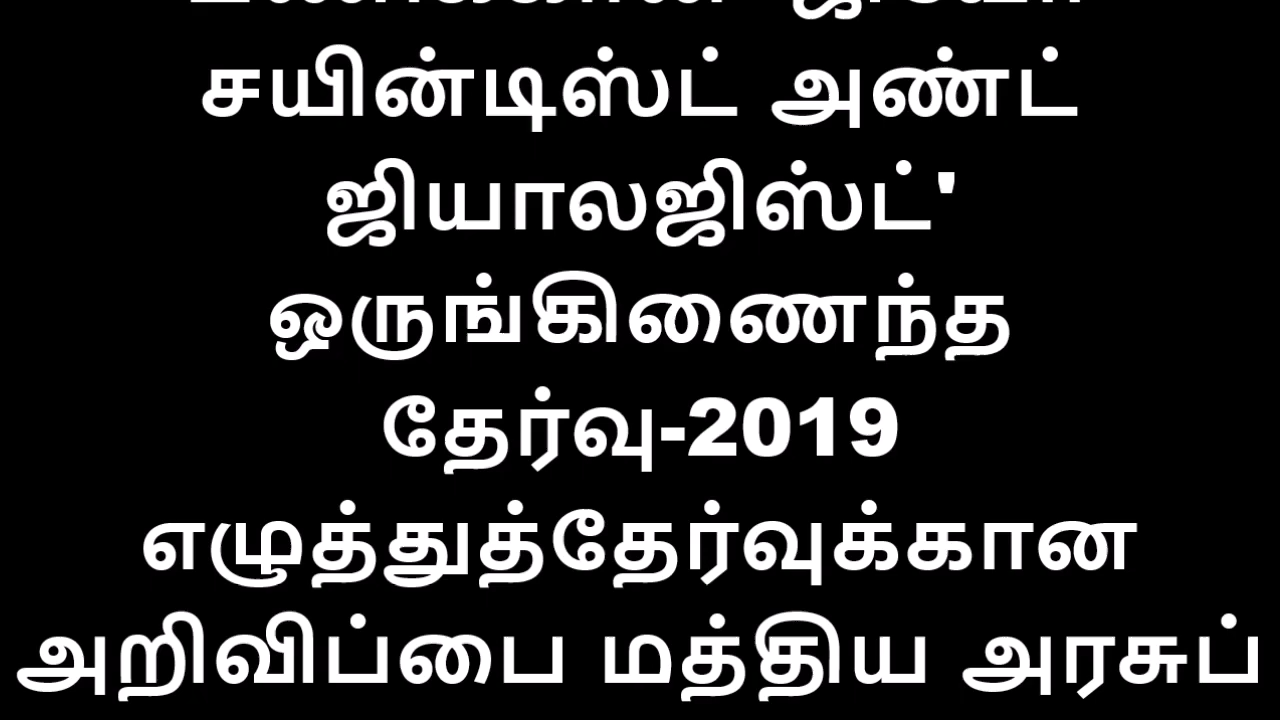 சயின்டிஸ்ட் அண்ட்
ஜியாலஜிஸ்ட்'
ஒருங்கிணைந்த
தேர்வு-2019
எழுத்துத்தேர்வுக்கான
அறிவிப்பை மத்திய அரசுப்